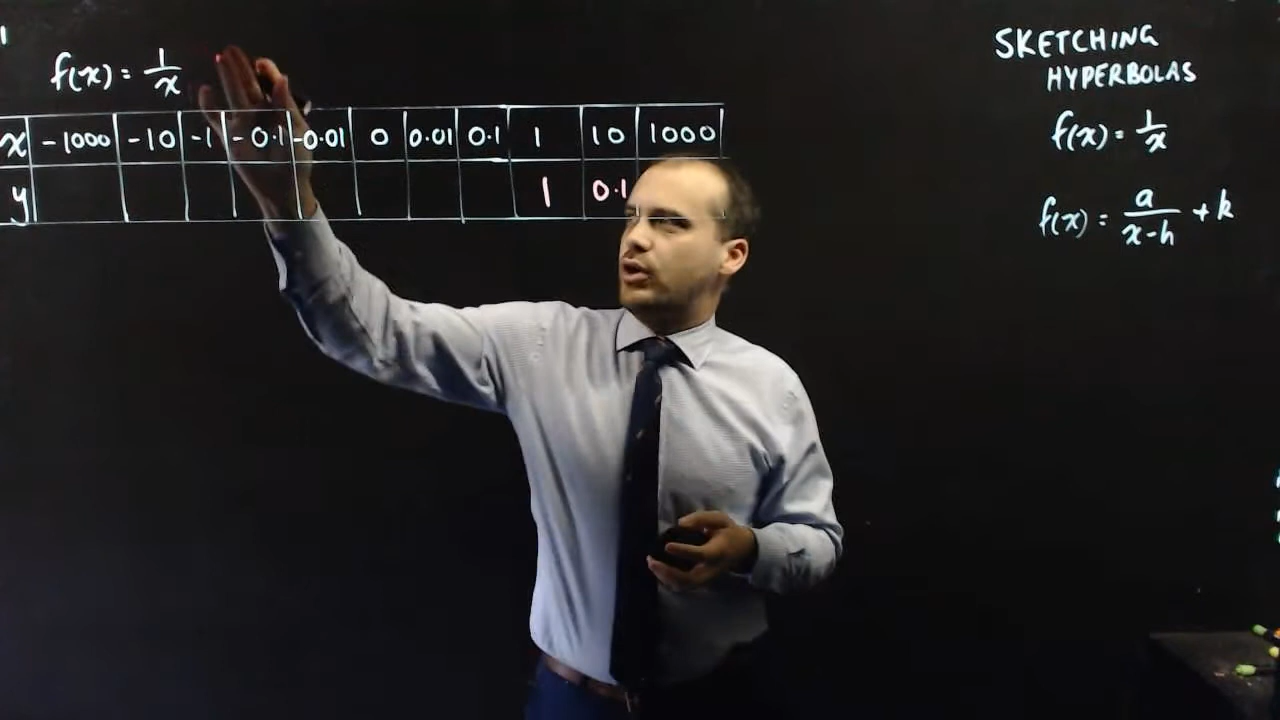 f(x) = 1/x
x -1000 -10 -1 -0.1 -0.01 0 0.01 0.1 1 10 1000
y 1 0.1
SKETCHING
HYPERBOLAS
f(x) = 1/x
f(x) = a/(x-h) + k